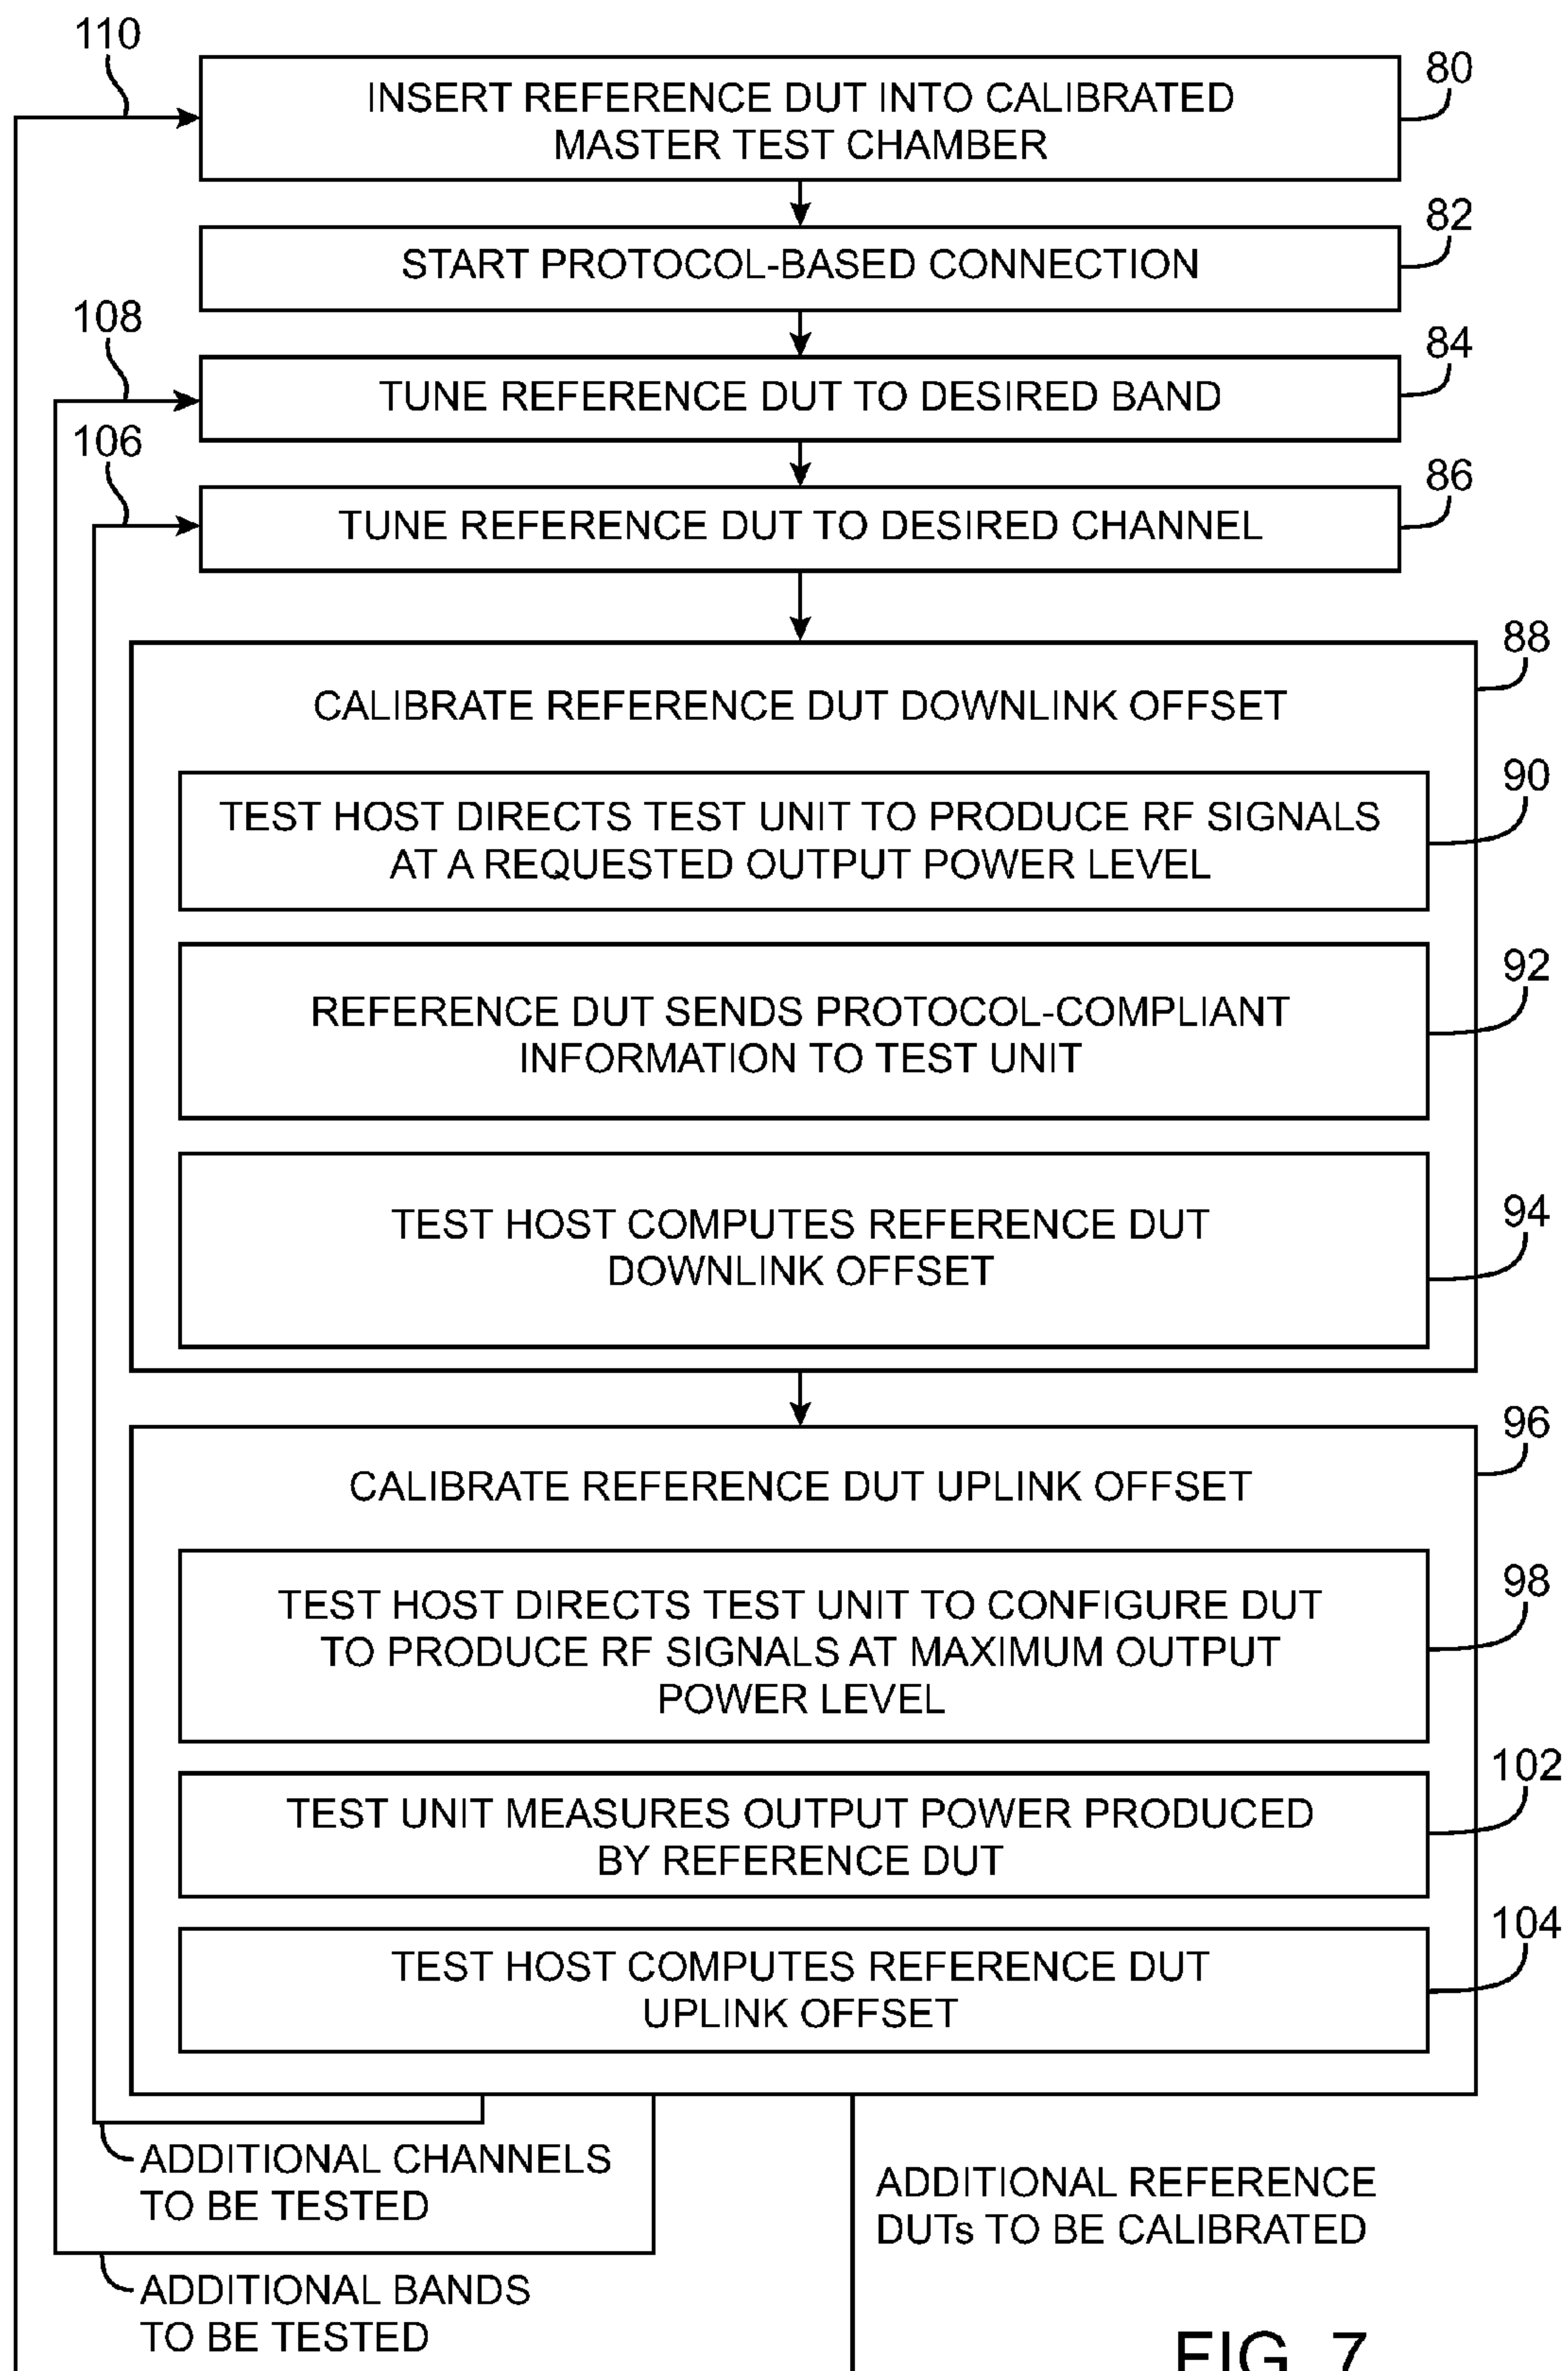 110
80
INSERT REFERENCE DUT INTO CALIBRATED
MASTER TEST CHAMBER
82
START PROTOCOL-BASED CONNECTION
108
84
TUNE REFERENCE DUT TO DESIRED BAND
106
86
TUNE REFERENCE DUT TO DESIRED CHANNEL
88
CALIBRATE REFERENCE DUT DOWNLINK OFFSET
90
TEST HOST DIRECTS TEST UNIT TO PRODUCE RF SIGNALS
AT A REQUESTED OUTPUT POWER LEVEL
92
REFERENCE DUT SENDS PROTOCOL-COMPLIANT
INFORMATION TO TEST UNIT
94
TEST HOST COMPUTES REFERENCE DUT
DOWNLINK OFFSET
96
CALIBRATE REFERENCE DUT UPLINK OFFSET
98
TEST HOST DIRECTS TEST UNIT TO CONFIGURE DUT
TO PRODUCE RF SIGNALS AT MAXIMUM OUTPUT
POWER LEVEL
102
TEST UNIT MEASURES OUTPUT POWER PRODUCED
BY REFERENCE DUT
104
TEST HOST COMPUTES REFERENCE DUT
UPLINK OFFSET
ADDITIONAL CHANNELS
TO BE TESTED
ADDITIONAL REFERENCE
DUTs TO BE CALIBRATED
ADDITIONAL BANDS
TO BE TESTED
FIG. 7